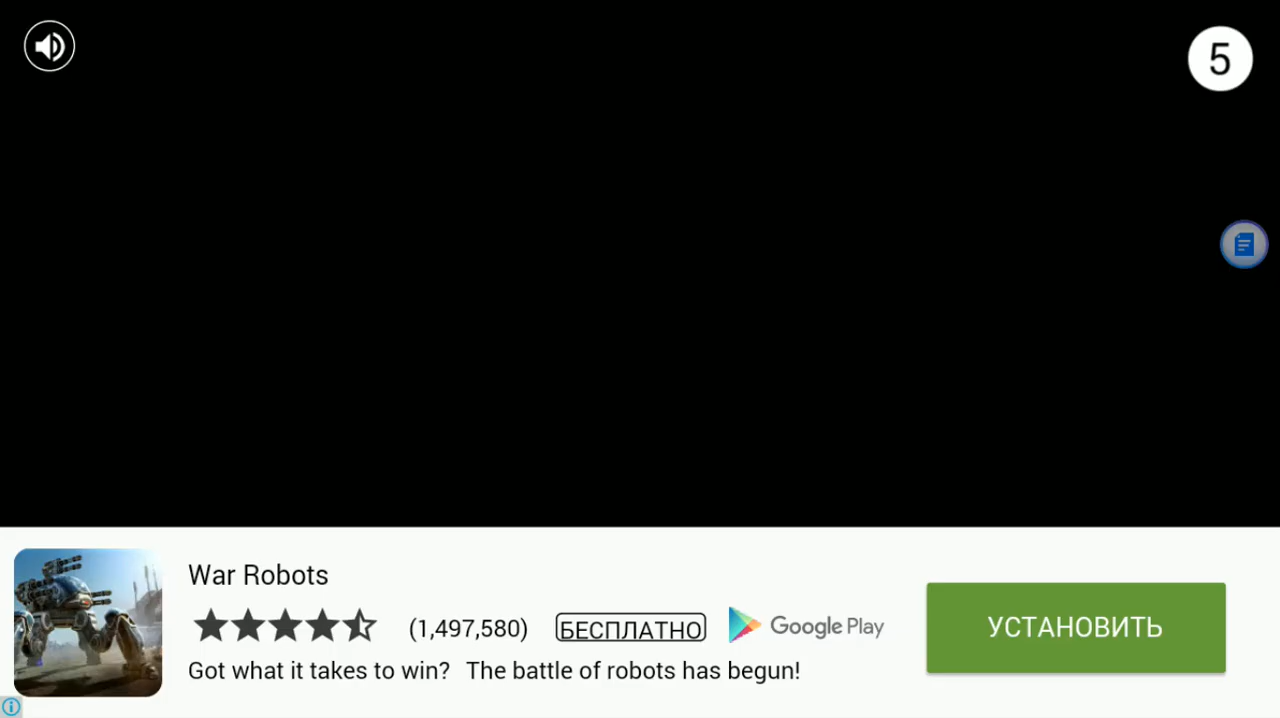 5
War Robots
(1,497,580) БЕСПЛАТНО Google Play
УСТАНОВИТЬ
Got what it takes to win? The battle of robots has begun!